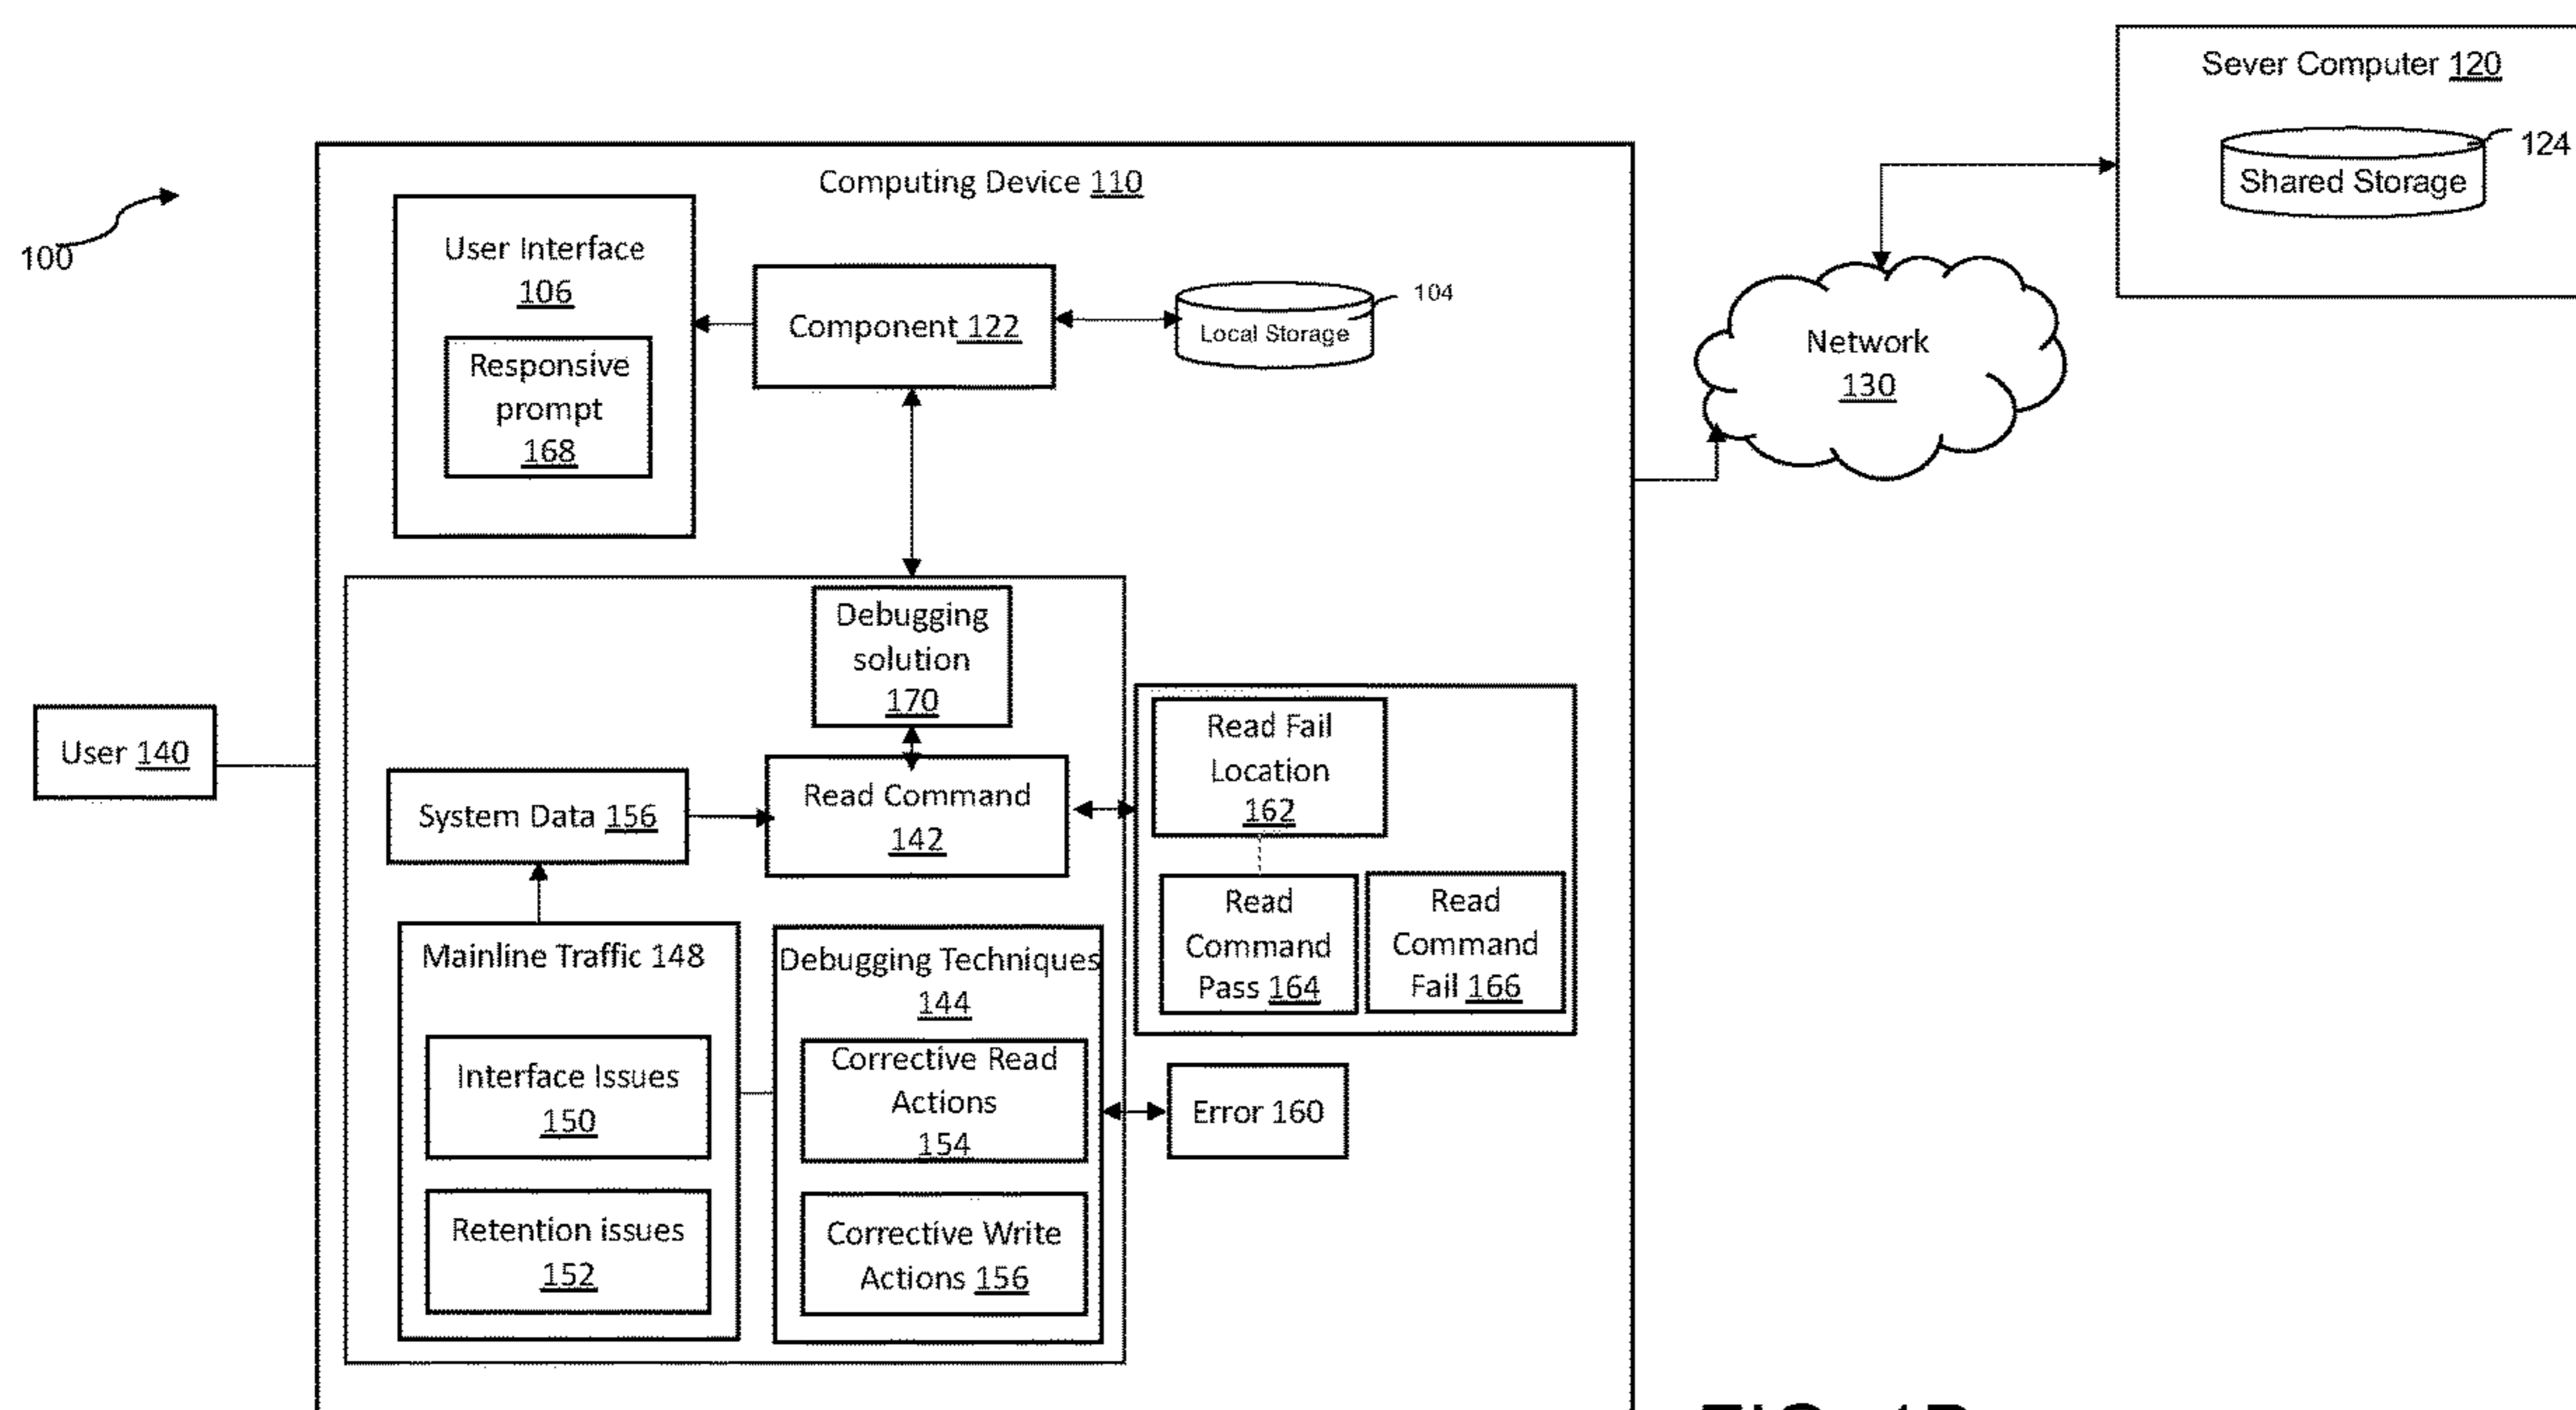 Sever Computer 120
124
Shared Storage
Computing Device 110
100
User Interface
106
Responsive
prompt
168
Component 122
104
Local Storage
Network
130
Debugging
solution
170
User 140
System Data 156
Read Command
142
Read Fail
Location
162
Read
Command
Pass 164
Read
Command
Fail 166
Mainline Traffic 148
Interface Issues
150
Retention issues
152
Debugging Techniques
144
Corrective Read
Actions
154
Corrective Write
Actions 156
Error 160